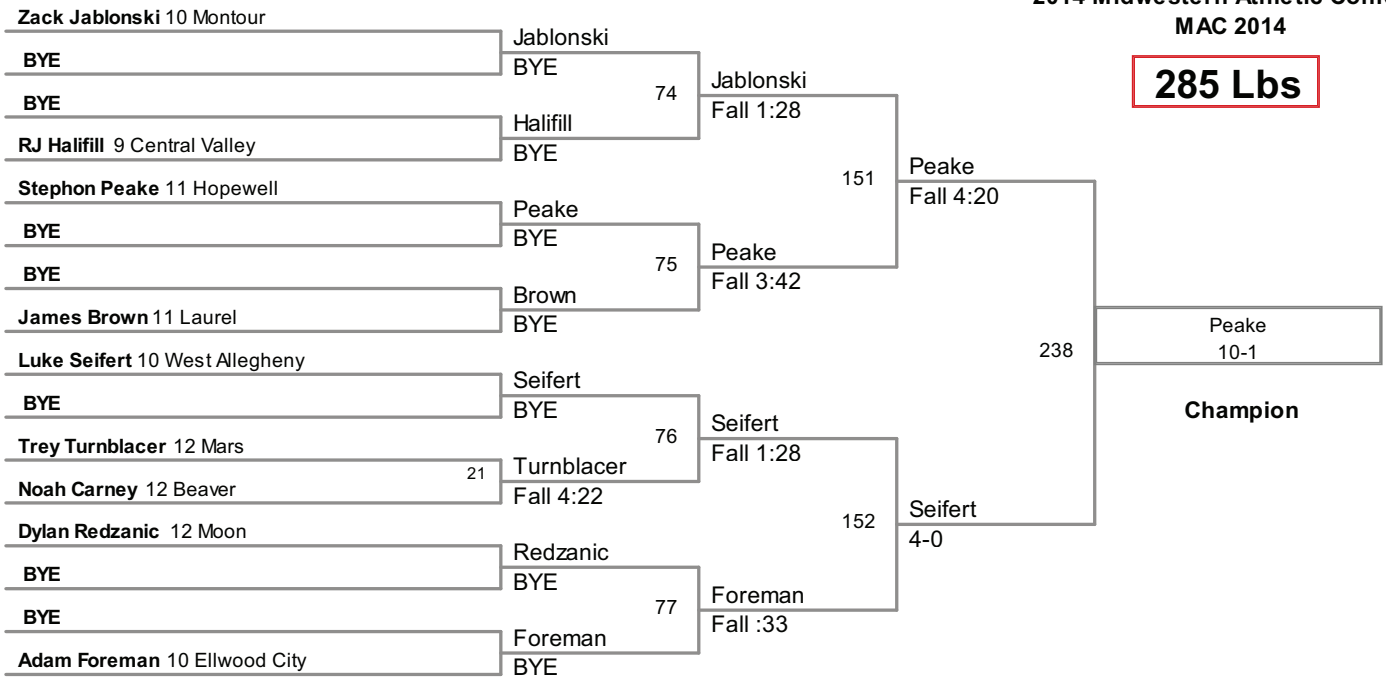 2014 Midwestern Athletic
MAC 2014
285 Lbs
Zack Jablonski 10 Montour
BYE
BYE
RJ Halifill 9 Central Valley
Stephon Peake 11 Hopewell
BYE
BYE
James Brown 11 Laurel
Luke Seifert 10 West Allegheny
BYE
Trey Turnblacer 12 Mars
Noah Carney 12 Beaver
Dylan Redzanic 12 Moon
BYE
BYE
Adam Foreman 10 Ellwood City
21
Jablonski
BYE
Halifill
BYE
Peake
BYE
Brown
BYE
Seifert
BYE
Turnblacer
Fall 4:22
Redzanic
BYE
Foreman
BYE
74
75
76
77
Jablonski
Fall 1:28
Peake
Fall 3:42
Seifert
Fall 1:28
Foreman
Fall :33
151
152
Peake
Fall 4:20
Seifert
4-0
238
Peake
10-1
Champion